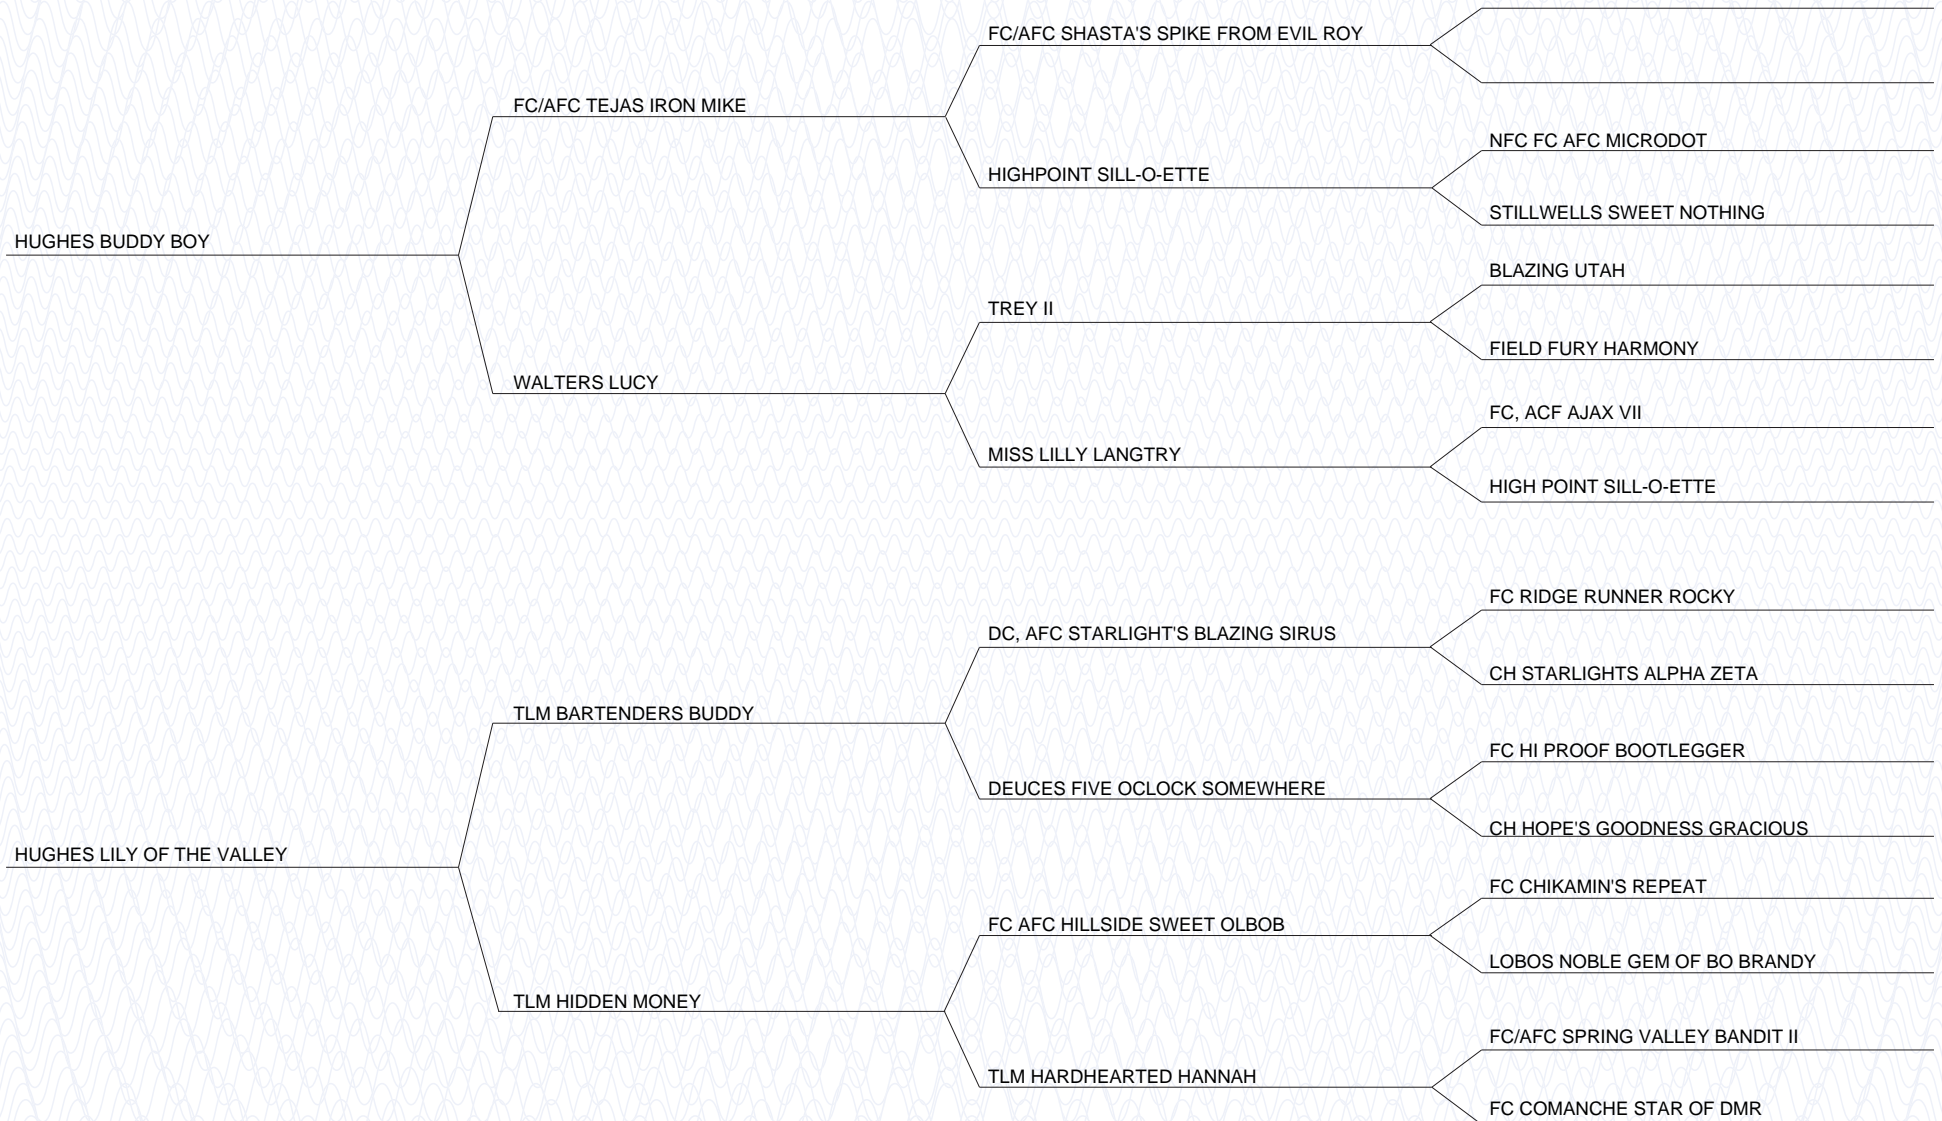 FC/AFC SHASTA'S SPIKE FROM EVIL ROY
FC/AFC TEJAS IRON MIKE
NFC FC AFC MICRODOT
HIGHPOINT SILL-O-ETTE
STILLWELLS SWEET NOTHING
HUGHES BUDDY BOY
BLAZING UTAH
TREY II
FIELD FURY HARMONY
WALTERS LUCY
FC, ACF AJAX VII
MISS LILLY LANGTRY
HIGH POINT SILL-O-ETTE
FC RIDGE RUNNER ROCKY
DC, AFC STARLIGHT'S BLAZING SIRUS
CH STARLIGHTS ALPHA ZETA
TLM BARTENDERS BUDDY
FC HI PROOF BOOTLEGGER
DEUCES FIVE OCLOCK SOMEWHERE
CH HOPE'S GOODNESS GRACIOUS
HUGHES LILY OF THE VALLEY
FC CHIKAMIN'S REPEAT
FC AFC HILLSIDE SWEET OLBOB
LOBOS NOBLE GEM OF BO BRANDY
TLM HIDDEN MONEY
FC/AFC SPRING VALLEY BANDIT II
TLM HARDHEARTED HANNAH
FC COMANCHE STAR OF DMR